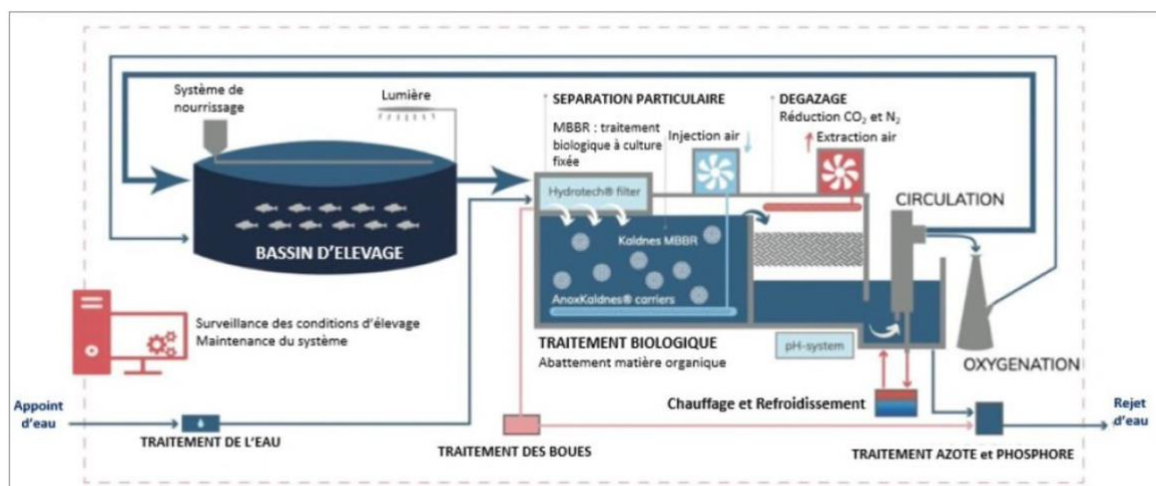 Système de
nourrissage
Lumière
BASSIN D'ELEVAGE
SEPARATION PARTICULAIRE
MBBR : traitement
biologique à culture
fixée
Injection air
DEGAZAGE
Réduction CO₂ et N₂
Extraction air
Hydrotech® filter
Kaldnes MBBR
AnoxKaldnes® carriers
CIRCULATION
TRAITEMENT BIOLOGIQUE
Abattement matière organique
pH-system
OXYGENATION
Surveillance des conditions d'élevage
Maintenance du système
Chauffage et Refroidissement
Appoint
d'eau
TRAITEMENT DE L'EAU
TRAITEMENT DES BOUES
TRAITEMENT AZOTE et PHOSPHORE
Rejet
d'eau